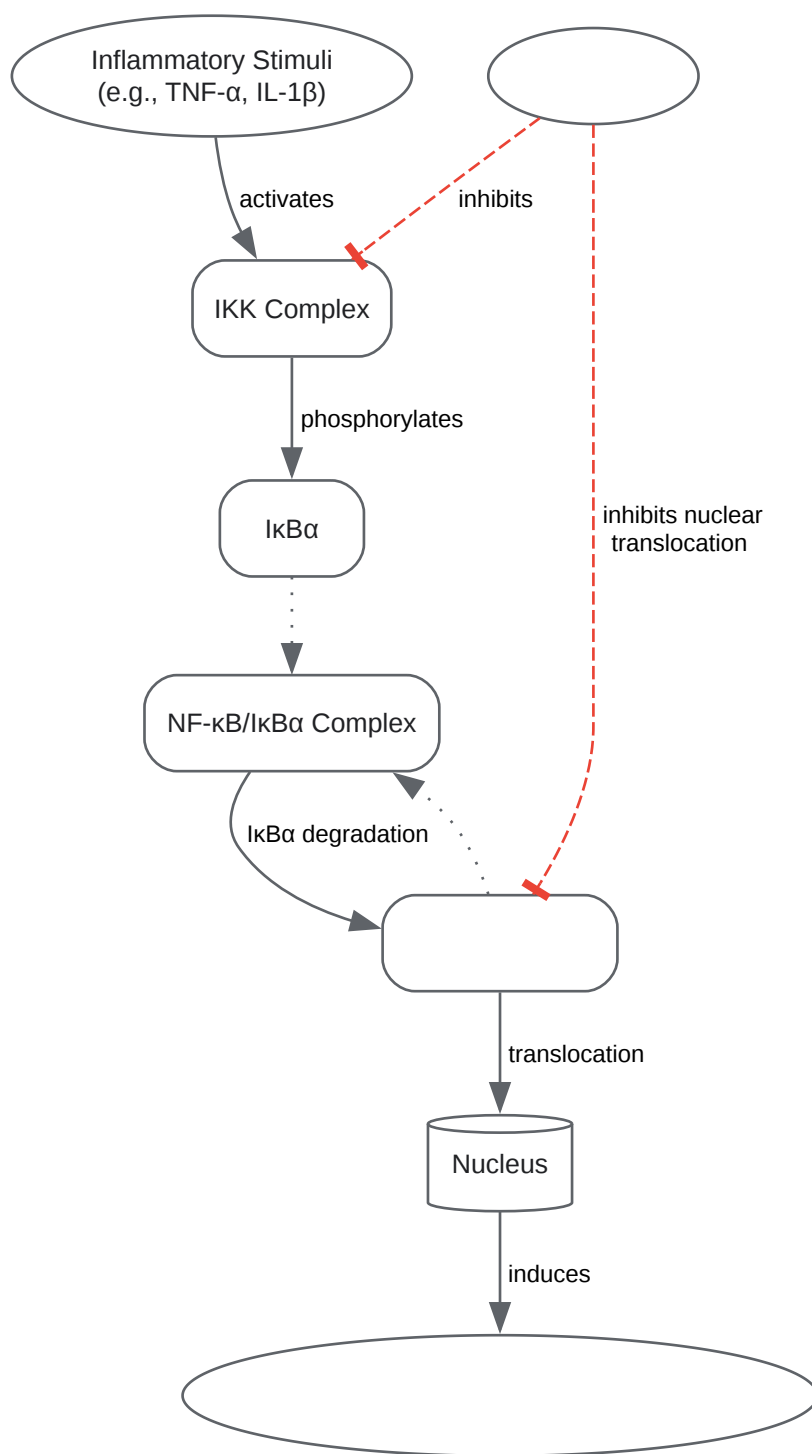 Inflammatory Stimuli
(e.g., TNF-α, IL-1β)
activates
inhibits
IKK Complex
phosphorylates
IκBα
inhibits nuclear
translocation
NF-κB/IκBα Complex
IκBα degradation
translocation
Nucleus
induces